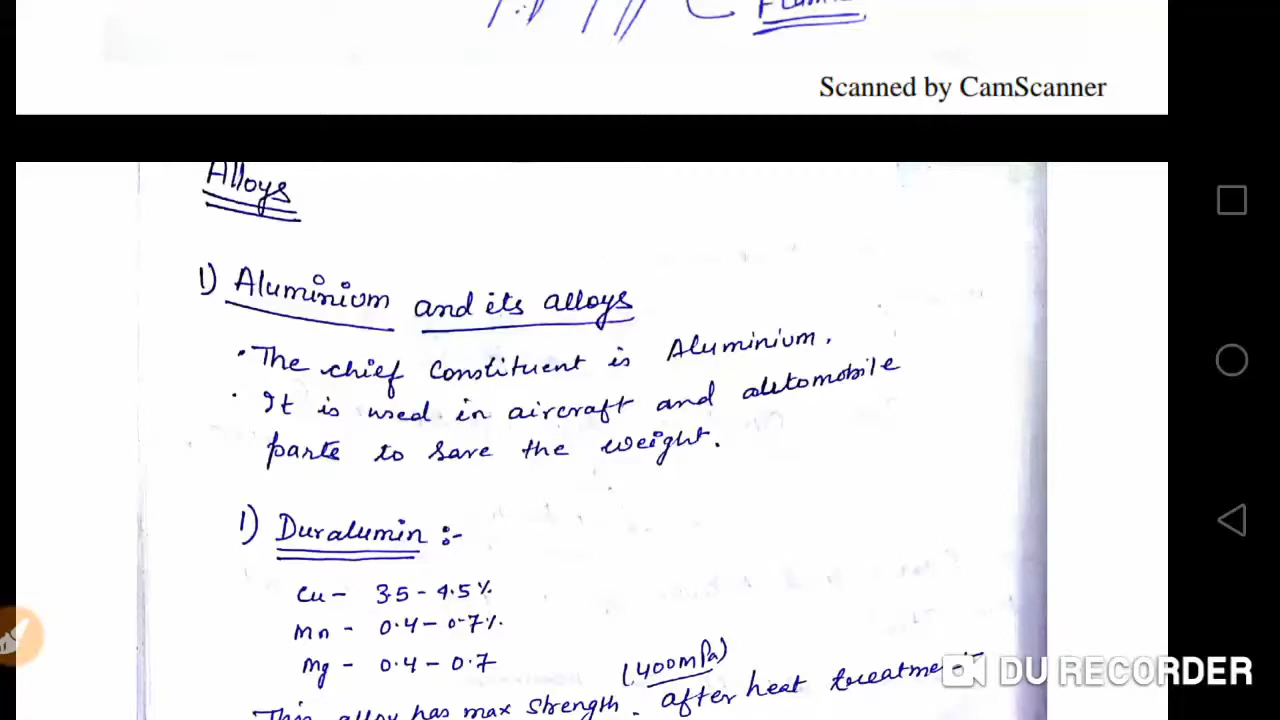 Scanned by CamScanner
Alloys
1) Aluminium and its alloys
• The chief constituent is Aluminium.
• It is used in aircraft and automobile
parts to save the weight.
1) Duralumin :-
Cu - 3.5 - 4.5%
Mn - 0.4 - 0.7%
Mg - 0.4 - 0.7
(400MPa)
This alloy has max strength. after heat treatment
DU RECORDER